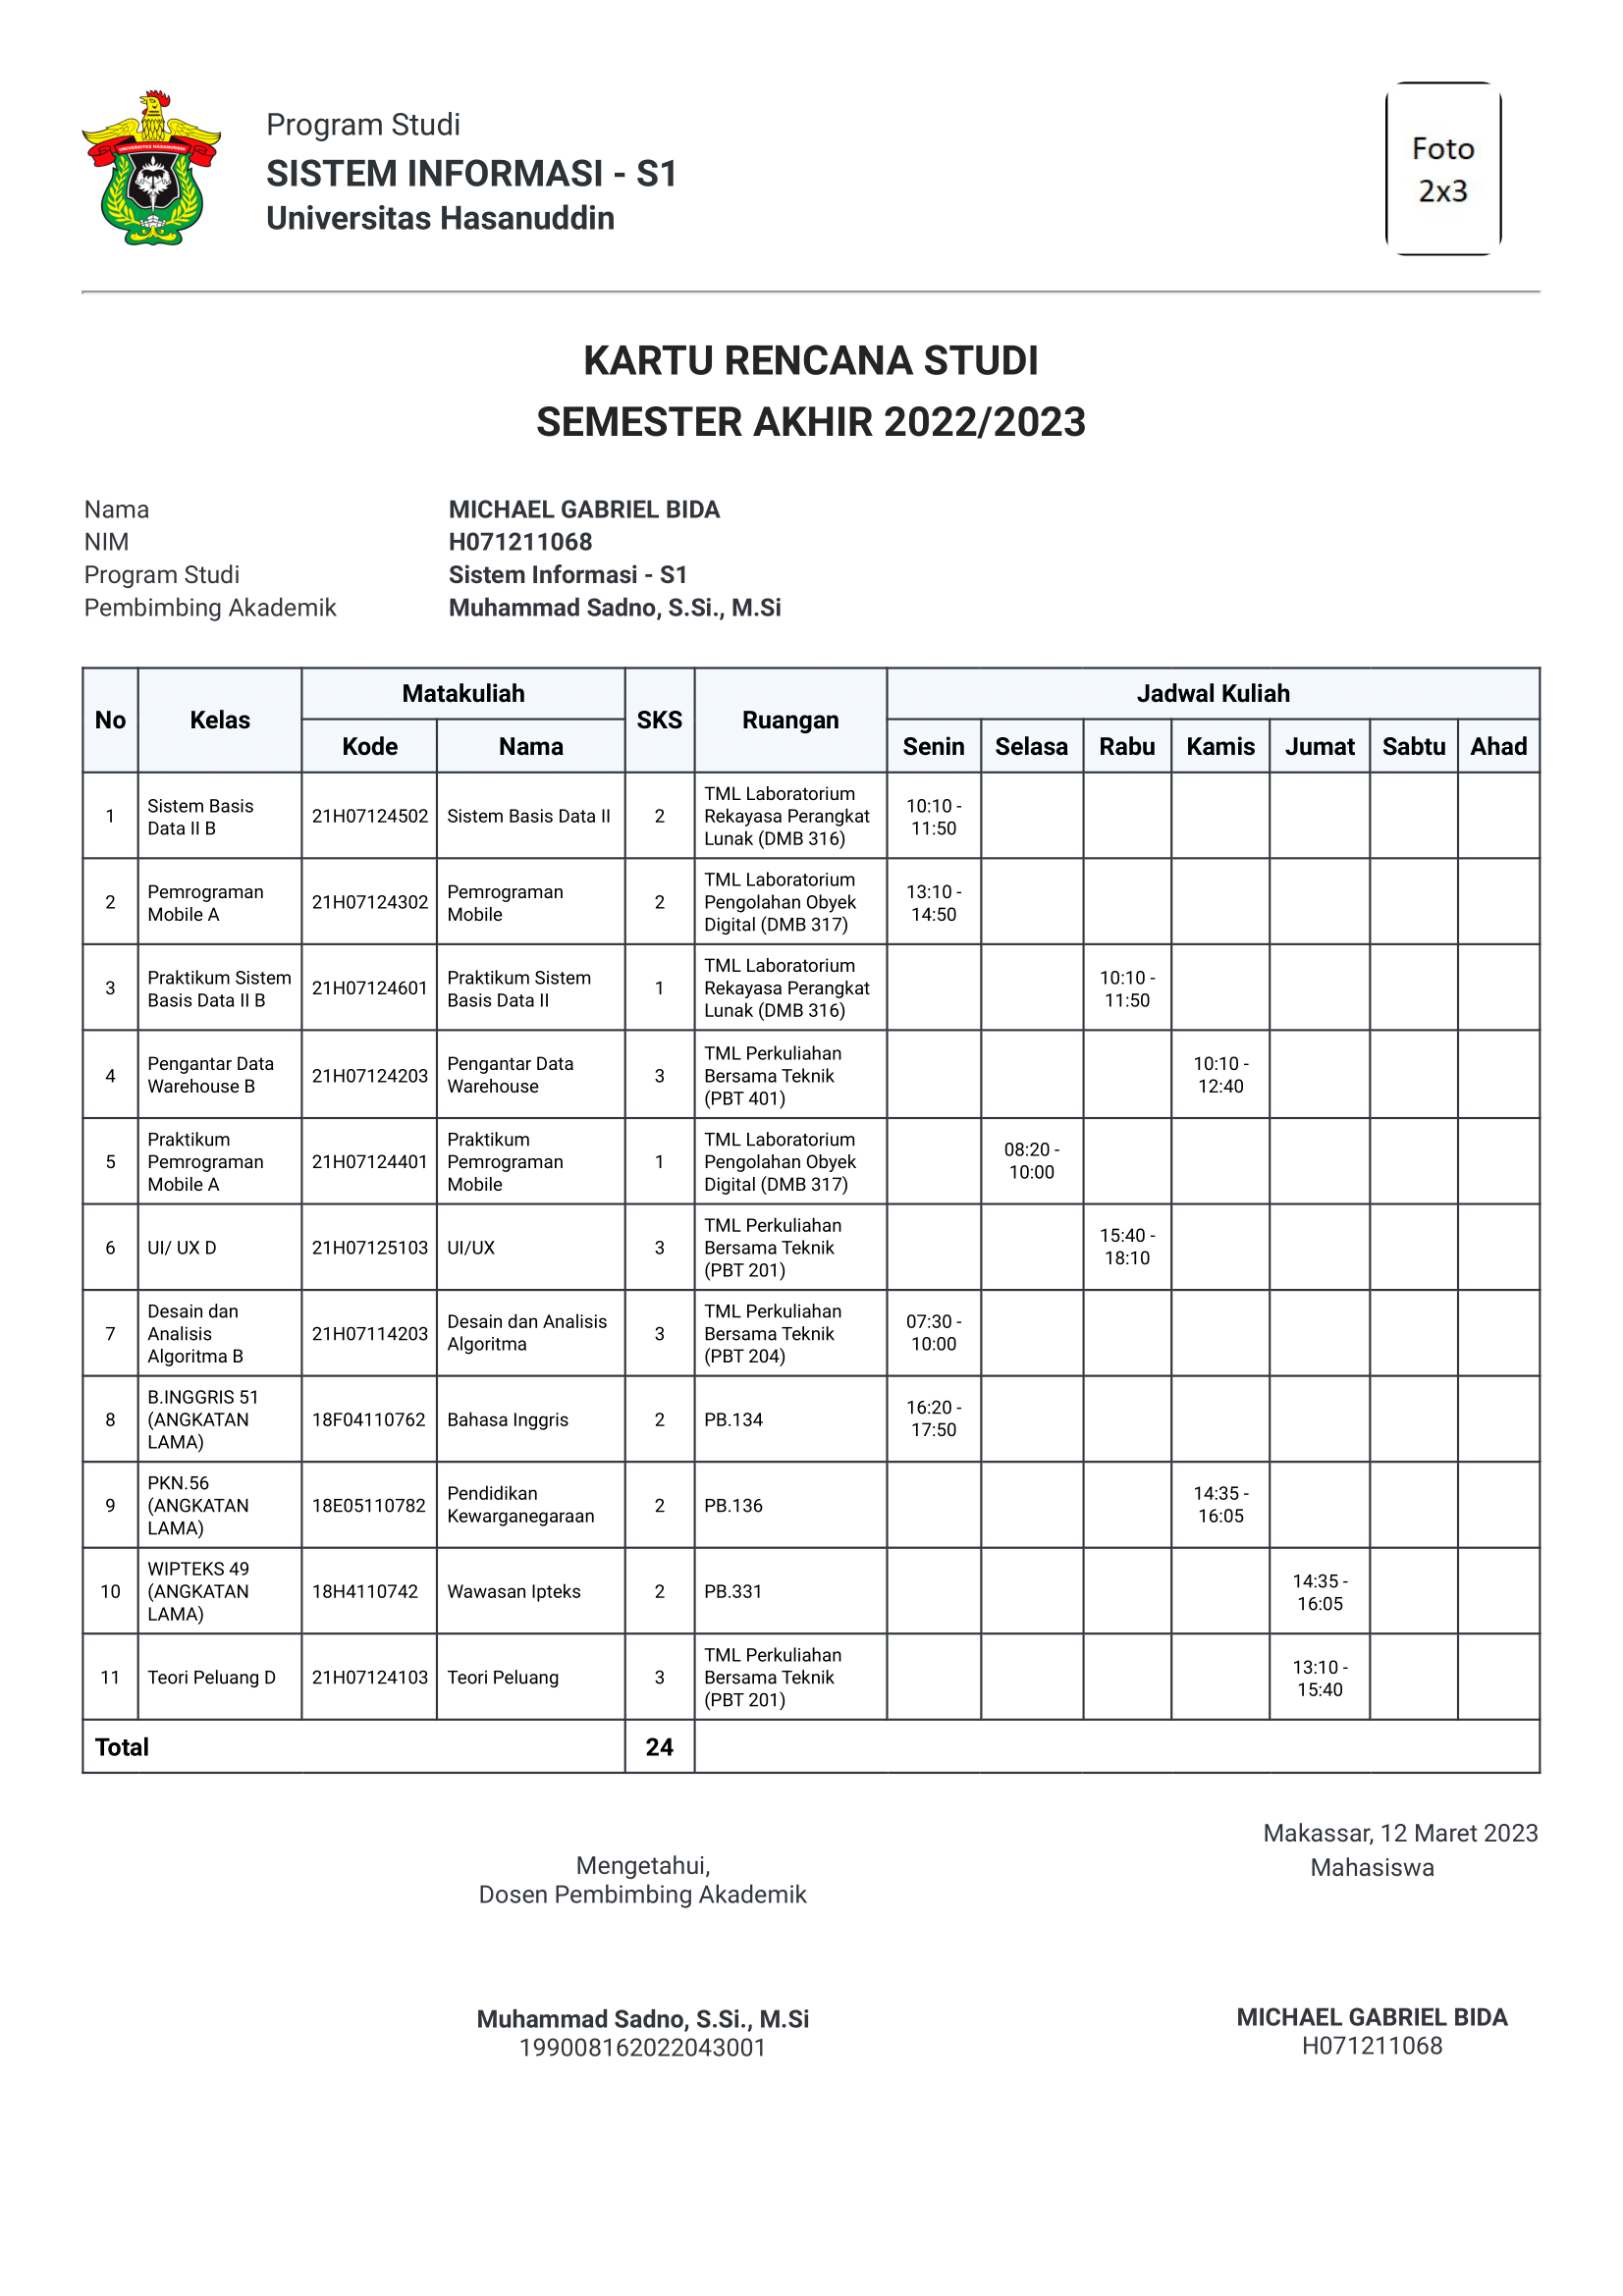 Program Studi
SISTEM INFORMASI - S1
Universitas Hasanuddin
UNIVERSITAS HASANUDDIN
Foto
2x3
KARTU RENCANA STUDI
SEMESTER AKHIR 2022/2023
Nama MICHAEL GABRIEL BIDA
NIM H071211068
Program Studi Sistem Informasi - S1
Pembimbing Akademik Muhammad Sadno, S.Si., M.Si
No Kelas Matakuliah SKS Ruangan Jadwal Kuliah
Kode Nama Senin Selasa Rabu Kamis Jumat Sabtu Ahad
1 Sistem Basis Data II B 21H07124502 Sistem Basis Data II 2 TML Laboratorium Rekayasa Perangkat Lunak (DMB 316) 10:10 - 11:50
2 Pemrograman Mobile A 21H07124302 Pemrograman Mobile 2 TML Laboratorium Pengolahan Obyek Digital (DMB 317) 13:10 - 14:50
3 Praktikum Sistem Basis Data II B 21H07124601 Praktikum Sistem Basis Data II 1 TML Laboratorium Rekayasa Perangkat Lunak (DMB 316) 10:10 - 11:50
4 Pengantar Data Warehouse B 21H07124203 Pengantar Data Warehouse 3 TML Perkuliahan Bersama Teknik (PBT 401) 10:10 - 12:40
5 Praktikum Pemrograman Mobile A 21H07124401 Praktikum Pemrograman Mobile 1 TML Laboratorium Pengolahan Obyek Digital (DMB 317) 08:20 - 10:00
6 UI/ UX D 21H07125103 UI/UX 3 TML Perkuliahan Bersama Teknik (PBT 201) 15:40 - 18:10
7 Desain dan Analisis Algoritma B 21H07114203 Desain dan Analisis Algoritma 3 TML Perkuliahan Bersama Teknik (PBT 204) 07:30 - 10:00
8 B.INGGRIS 51 (ANGKATAN LAMA) 18F04110762 Bahasa Inggris 2 PB.134 16:20 - 17:50
9 PKN.56 (ANGKATAN LAMA) 18E05110782 Pendidikan Kewarganegaraan 2 PB.136 14:35 - 16:05
10 WIPTEKS 49 (ANGKATAN LAMA) 18H4110742 Wawasan Ipteks 2 PB.331 14:35 - 16:05
11 Teori Peluang D 21H07124103 Teori Peluang 3 TML Perkuliahan Bersama Teknik (PBT 201) 13:10 - 15:40
Total 24
Makassar, 12 Maret 2023
Mahasiswa
Mengetahui,
Dosen Pembimbing Akademik
Muhammad Sadno, S.Si., M.Si
199008162022043001
MICHAEL GABRIEL BIDA
H071211068